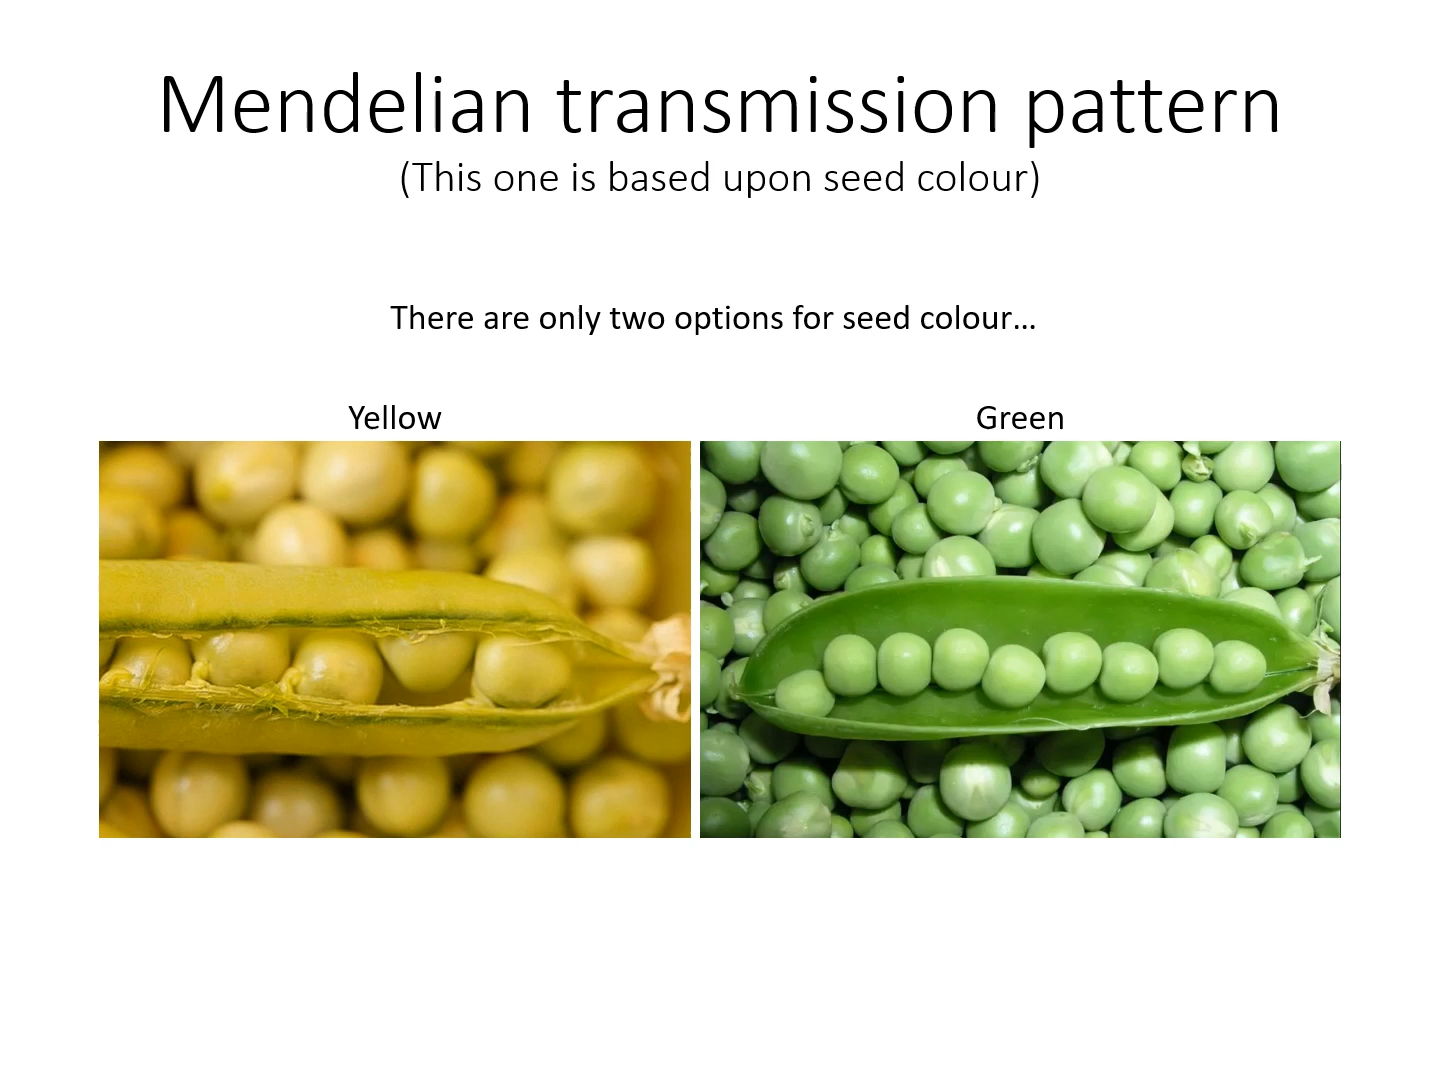 Mendelian transmission pattern
(This one is based upon seed colour)
There are only two options for seed colour…
Yellow
Green